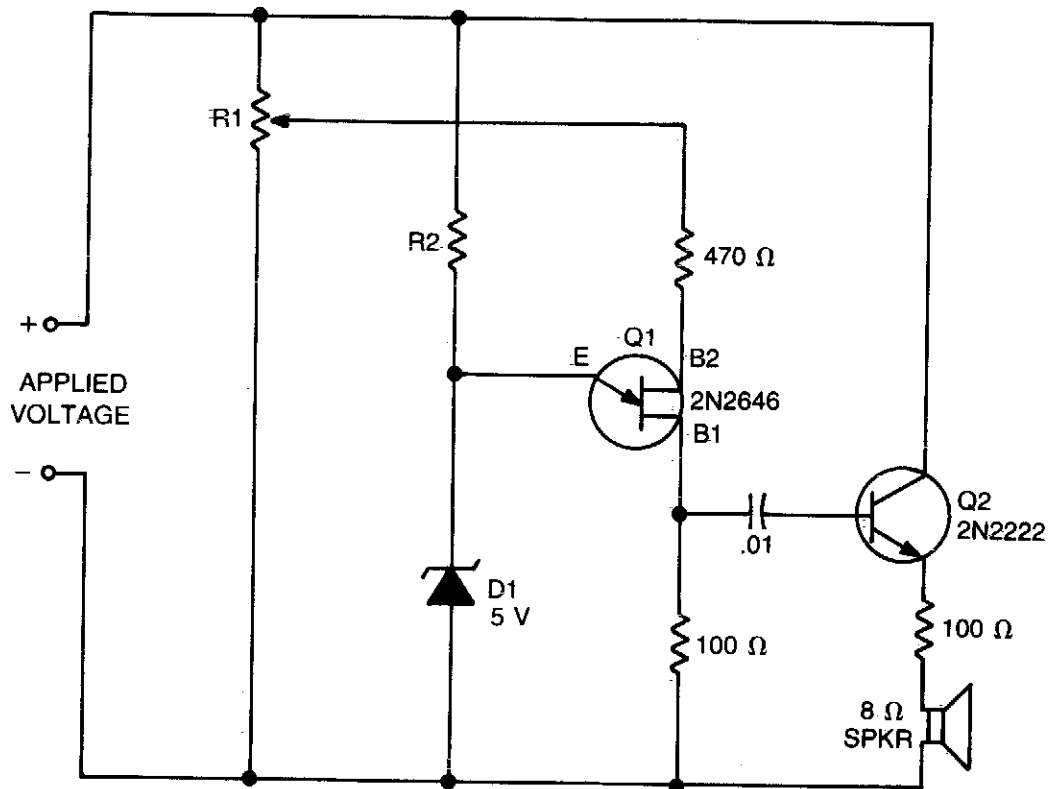 R1
R2
470 Ω
+
Q1
E
B2
APPLIED
VOLTAGE
2N2646
B1
-
Q2
2N2222
.01
D1
5 V
100 Ω
100 Ω
8 Ω
SPKR